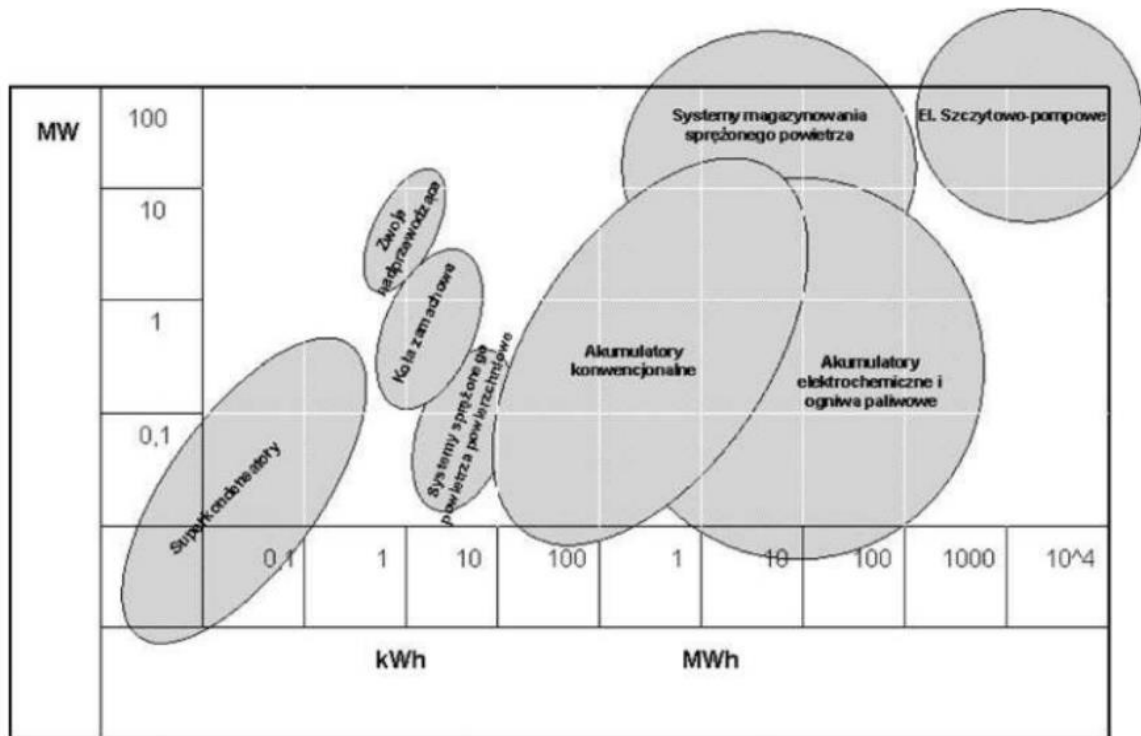 MW
100
10
1
0,1
Systemy magazynowania
sprężonego powietrza
El. Szczytowo-pompowe
Zwoje
nadprzewodzące
Koła zamachowe
Systemy sprężonego
powietrza powierzchniowe
Akumulatory
konwencjonalne
Akumulatory
elektrochemiczne i
ogniwa paliwowe
Superkondensatory
0,1 1 10 100 1 10 100 1000 10^4
kWh MWh